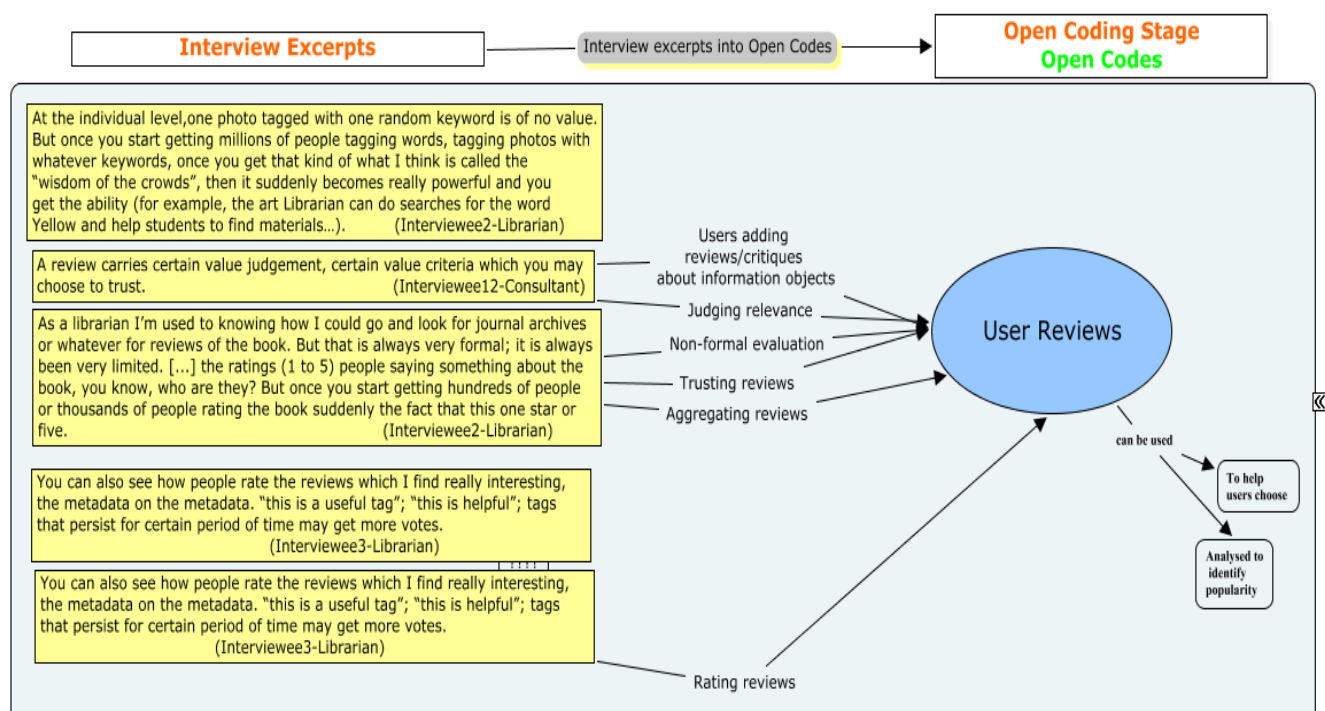 Interview Excerpts
Interview excerpts into Open Codes
Open Coding Stage
Open Codes
At the individual level,one photo tagged with one random keyword is of no value.
But once you start getting millions of people tagging words, tagging photos with
whatever keywords, once you get that kind of what I think is called the
“wisdom of the crowds”, then it suddenly becomes really powerful and you
get the ability (for example, the art Librarian can do searches for the word
Yellow and help students to find materials…). (Interviewee2-Librarian)
A review carries certain value judgement, certain value criteria which you may
choose to trust. (Interviewee12-Consultant)
As a librarian I’m used to knowing how I could go and look for journal archives
or whatever for reviews of the book. But that is always very formal; it is always
been very limited. [...] the ratings (1 to 5) people saying something about the
book, you know, who are they? But once you start getting hundreds of people
or thousands of people rating the book suddenly the fact that this one star or
five. (Interviewee2-Librarian)
You can also see how people rate the reviews which I find really interesting,
the metadata on the metadata. “this is a useful tag”; “this is helpful”; tags
that persist for certain period of time may get more votes.
(Interviewee3-Librarian)
You can also see how people rate the reviews which I find really interesting,
the metadata on the metadata. “this is a useful tag”; “this is helpful”; tags
that persist for certain period of time may get more votes.
(Interviewee3-Librarian)
Users adding
reviews/critiques
about information objects
Judging relevance
Non-formal evaluation
Trusting reviews
Aggregating reviews
Rating reviews
User Reviews
can be used
To help
users choose
Analysed to
identify
popularity